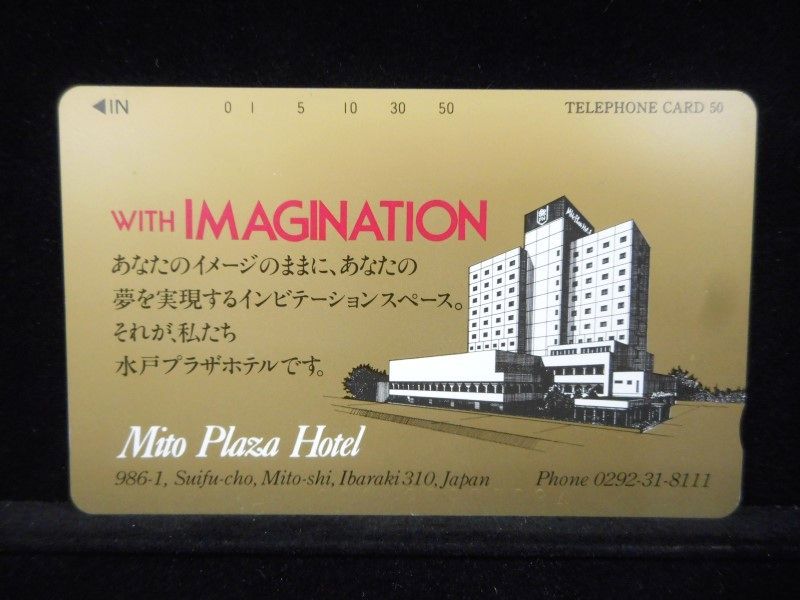 ◀IN 0 1 5 10 30 50 TELEPHONE CARD 50
WITH IMAGINATION
あなたのイメージのままに、あなたの
夢を実現するインビテーションスペース。
それが、私たち
水戸プラザホテルです。
Mito Plaza Hotel
986-1, Suifu-cho, Mito-shi, Ibaraki 310, Japan Phone 0292-31-8111